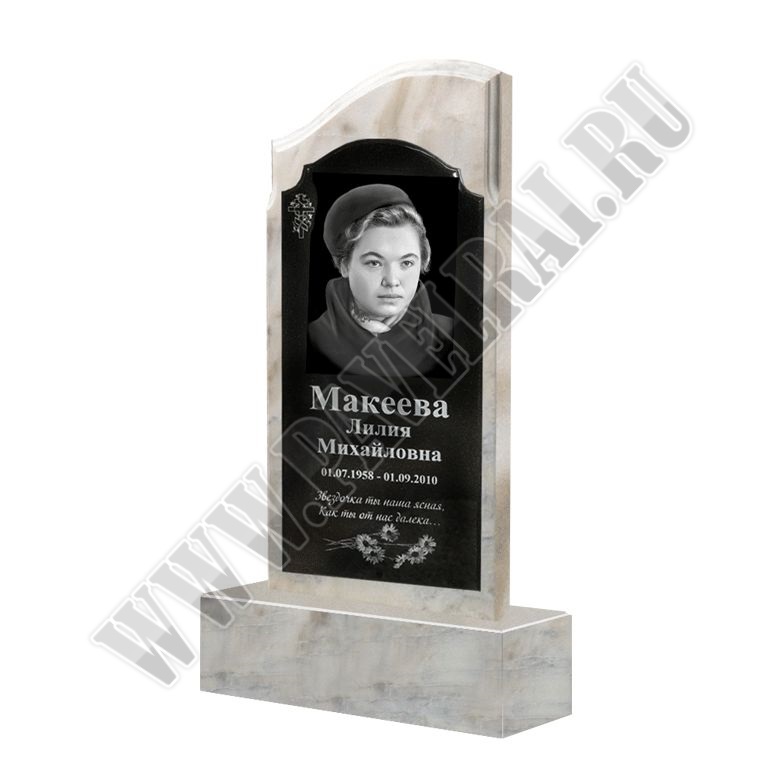 Макеева
Лилия
Михайловна
01.07.1958 - 01.09.2010
Звездочка ты наша ясная,
Как ты от нас далека...
WWW.PAVELRAI.RU